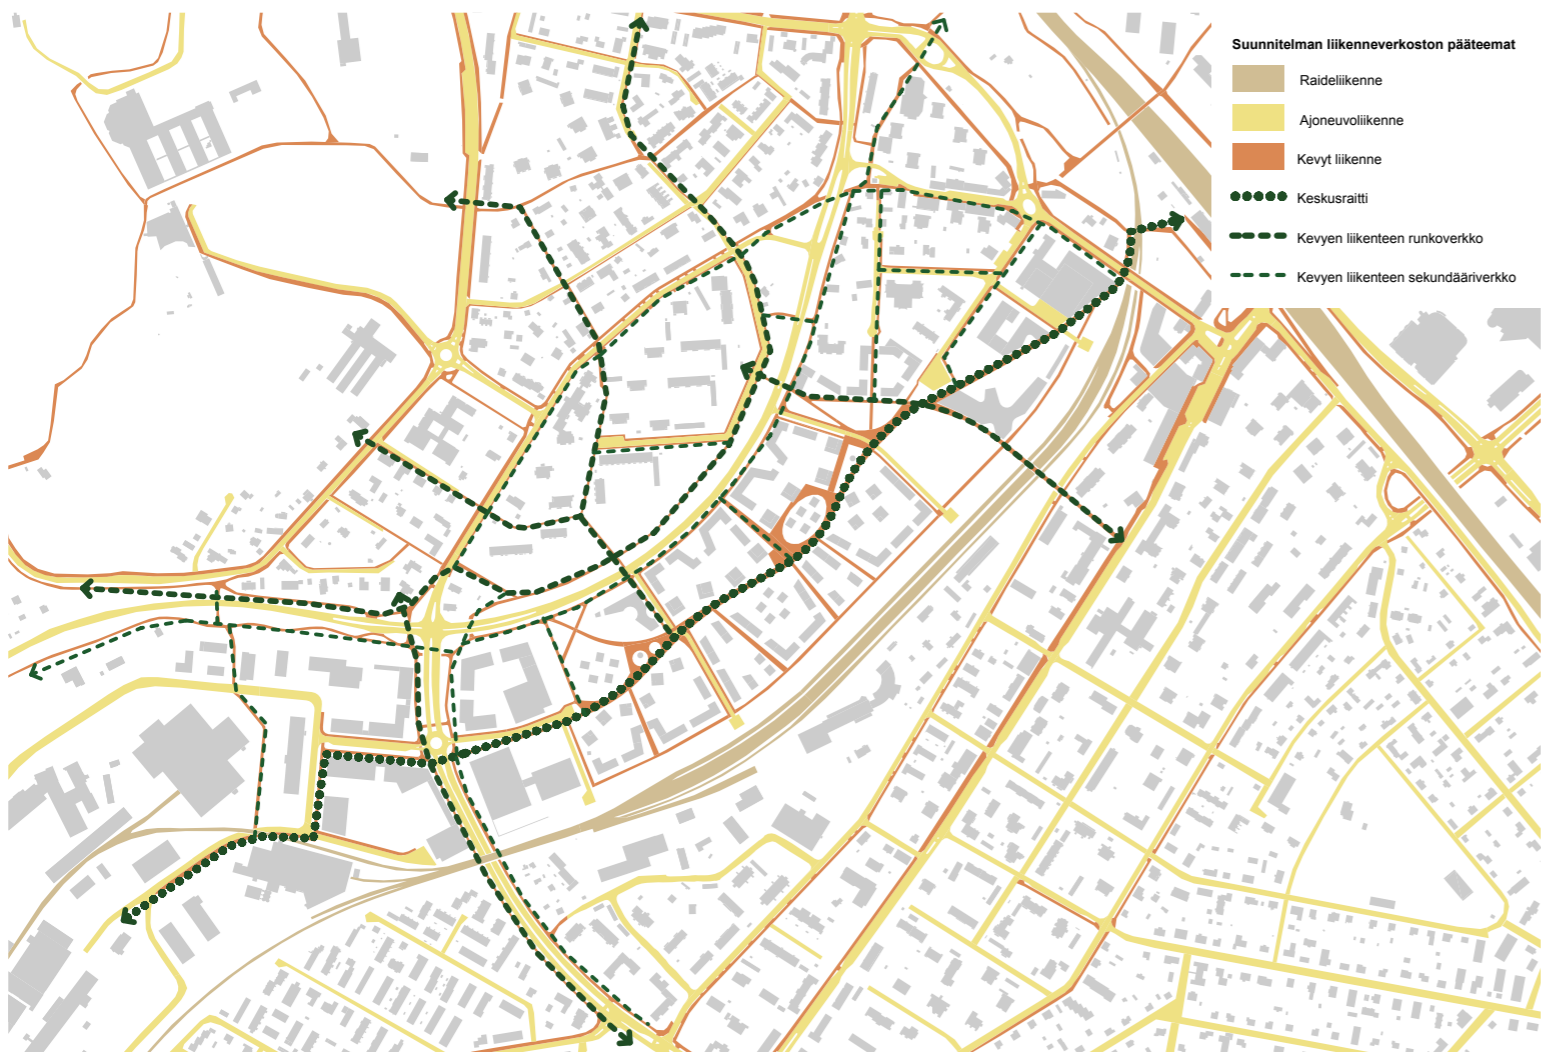 Suunnitelman liikenneverkoston pääteemat
Raideliikenne
Ajoneuvoliikenne
Kevyt liikenne
Keskusraitti
Kevyen liikenteen runkoverkko
Kevyen liikenteen sekundääriverkko